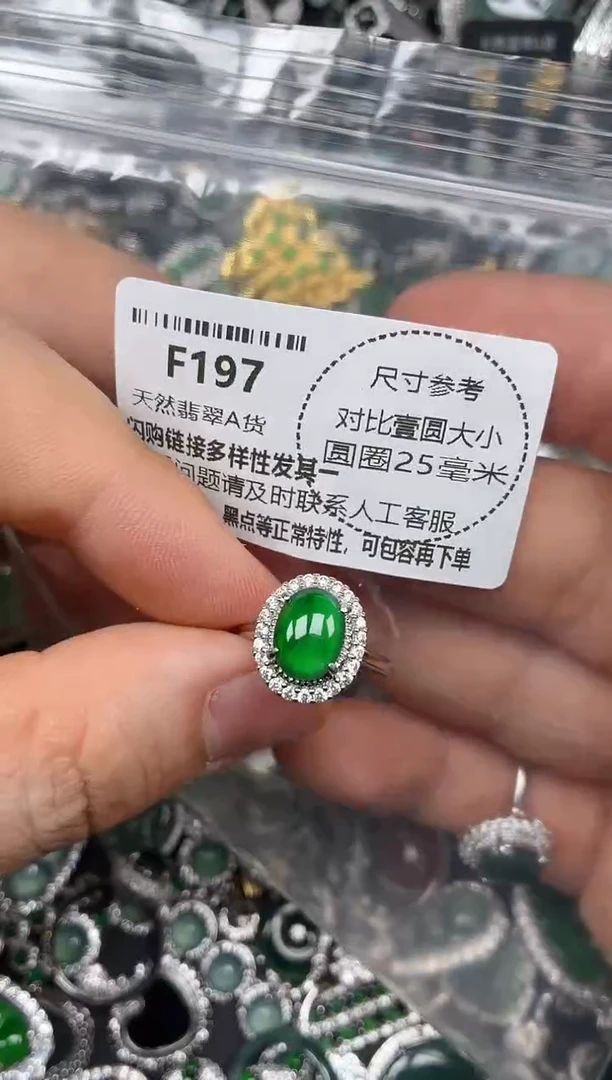 F197
天然翡翠A货
尺寸参考
对比壹圆大小
圆圈25毫米
闪购链接多样性发其一
问题请及时联系人工客服
黑点等正常特性，可包容再下单